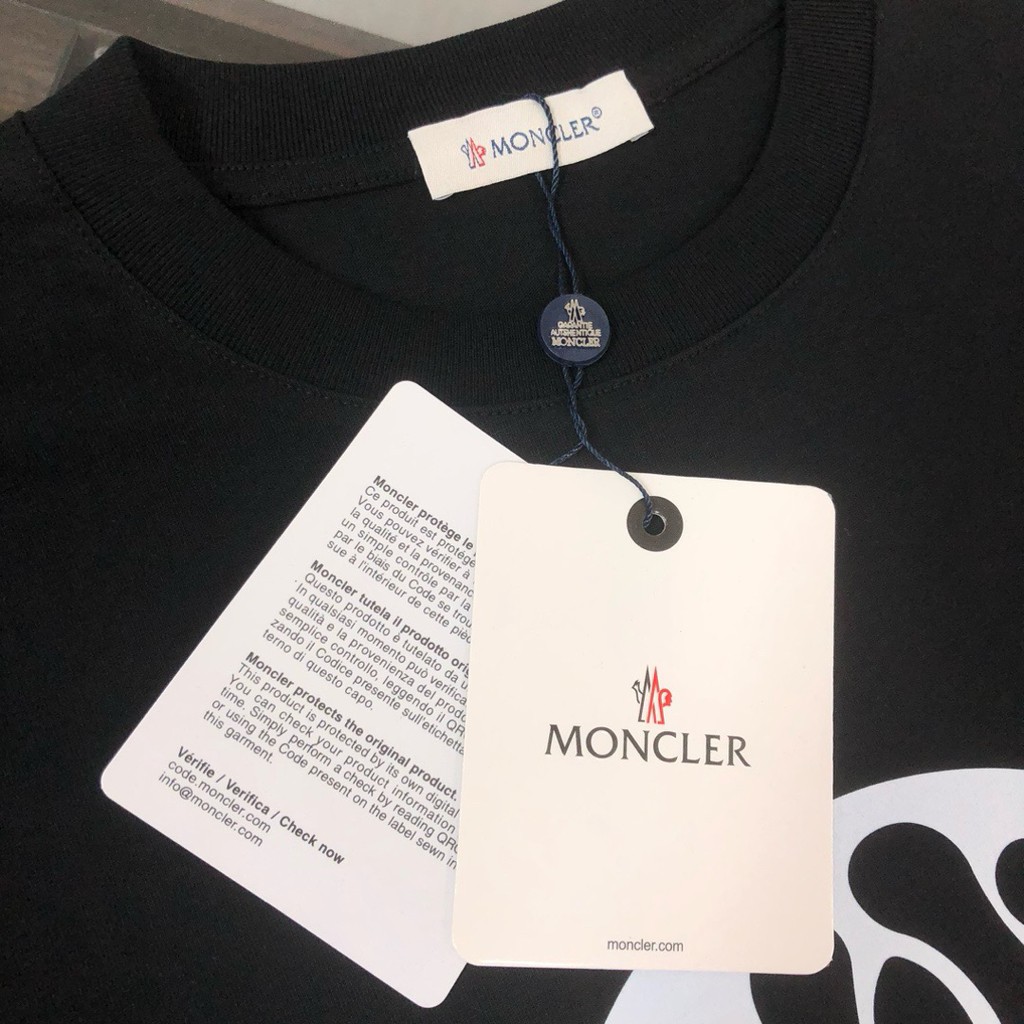 MONCLER®
GARANTIE
AUTHENTIQUE
MONCLER
Moncler protège le
Ce produit est protégé
Vous pouvez vérifier à
la qualité et la provenanc
un simple contrôle par la
par le biais du Code se trou
sue à l'intérieur de cette pièc
Moncler tutela il prodotto orig
Questo prodotto è tutelato da u
In qualsiasi momento può verifica
qualità e la provenienza del prodo
semplice controllo, leggendo il QR
zando il Codice presente sull'etichetta
terno di questo capo.
Moncler protects the original product.
This product is protected by its own digital
You can check your product information
time. Simply perform a check by reading QR
or using the Code present on the label sewn in
this garment.
Vérifie / Verifica / Check now
code.moncler.com
info@moncler.com
MONCLER
moncler.com